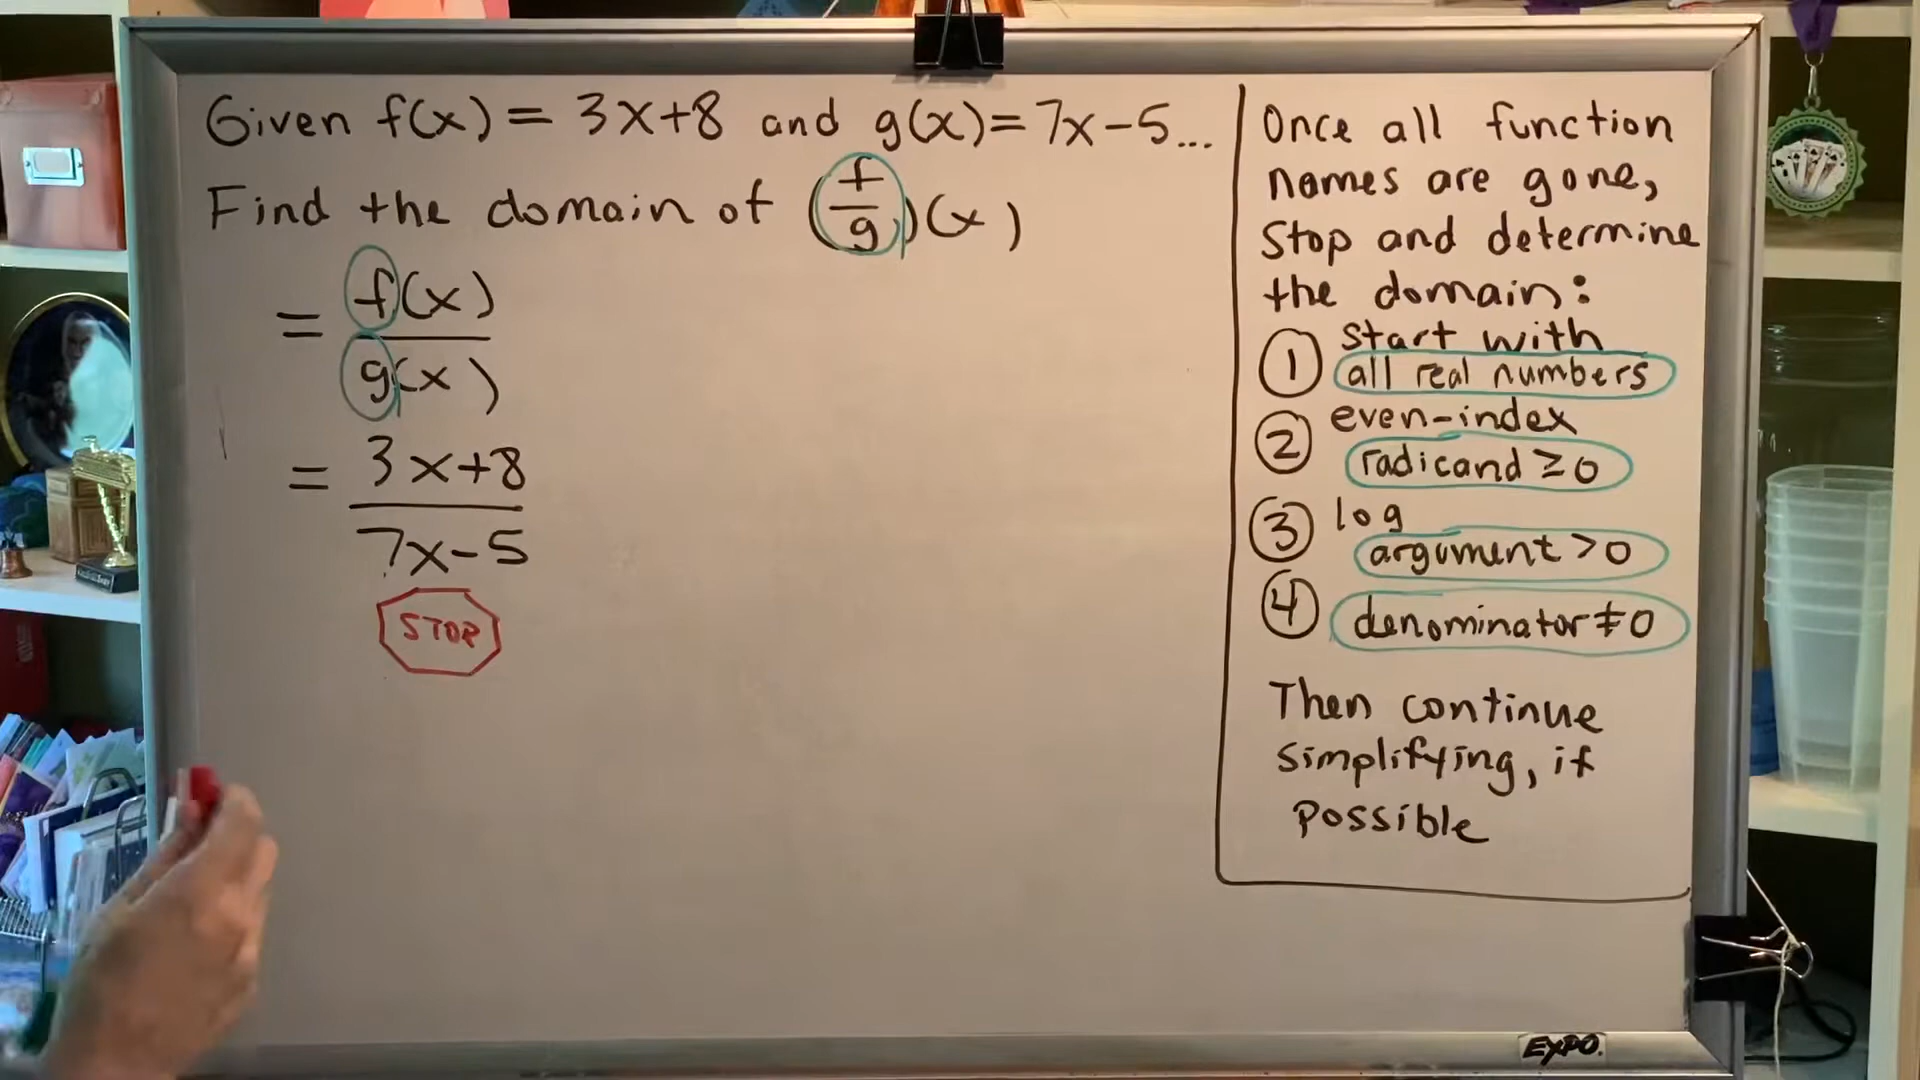 Given f(x) = 3x+8 and g(x)=7x-5...
Find the domain of (f/g)(x)
= f(x)
g(x)
= 3x+8
7x-5
STOP
Once all function
names are gone,
Stop and determine
the domain:
① start with
all real numbers
② even-index
radicand ≥0
③ log
argument >0
④ denominator≠0
Then continue
simplifying, if
possible
EXPO.